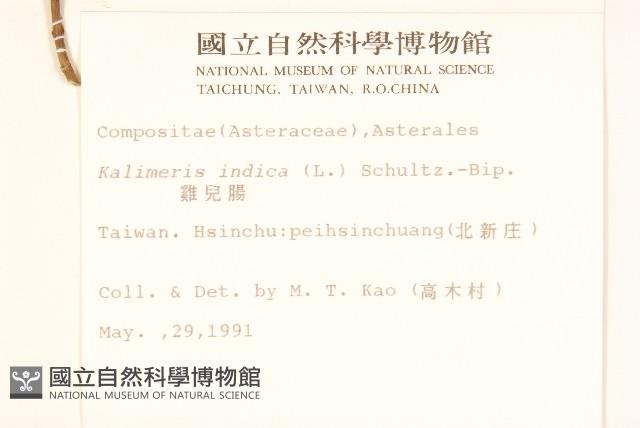 國立自然科學博物館
NATIONAL MUSEUM OF NATURAL SCIENCE
TAICHUNG, TAIWAN, R.O.CHINA
Compositae(Asteraceae),Asterales
Kalimeris indica (L.) Schultz.-Bip.
雞兒腸
Taiwan. Hsinchu:peihsinchuang(北新庄)
Coll. & Det. by M. T. Kao (高木村)
May. ,29,1991
國立自然科學博物館
NATIONAL MUSEUM OF NATURAL SCIENCE